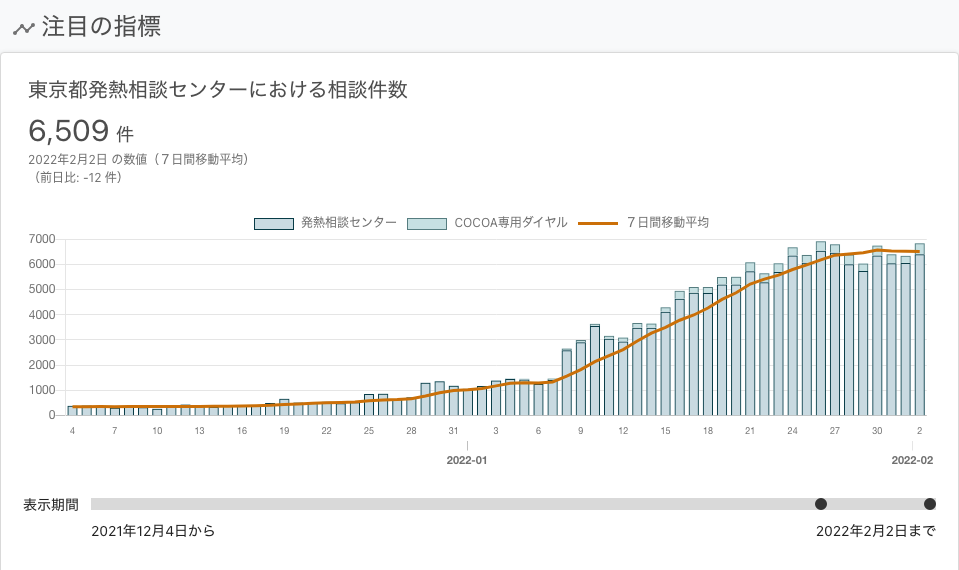 注目の指標
東京都発熱相談センターにおける相談件数
6,509 件
2022年2月2日 の数値（７日間移動平均）
（前日比: -12 件）
発熱相談センター COCOA専用ダイヤル ７日間移動平均
7000
6000
5000
4000
3000
2000
1000
0
4 7 10 13 16 19 22 25 28 31 3 6 9 12 15 18 21 24 27 30 2
2022-01 2022-02
表示期間
2021年12月4日から 2022年2月2日まで